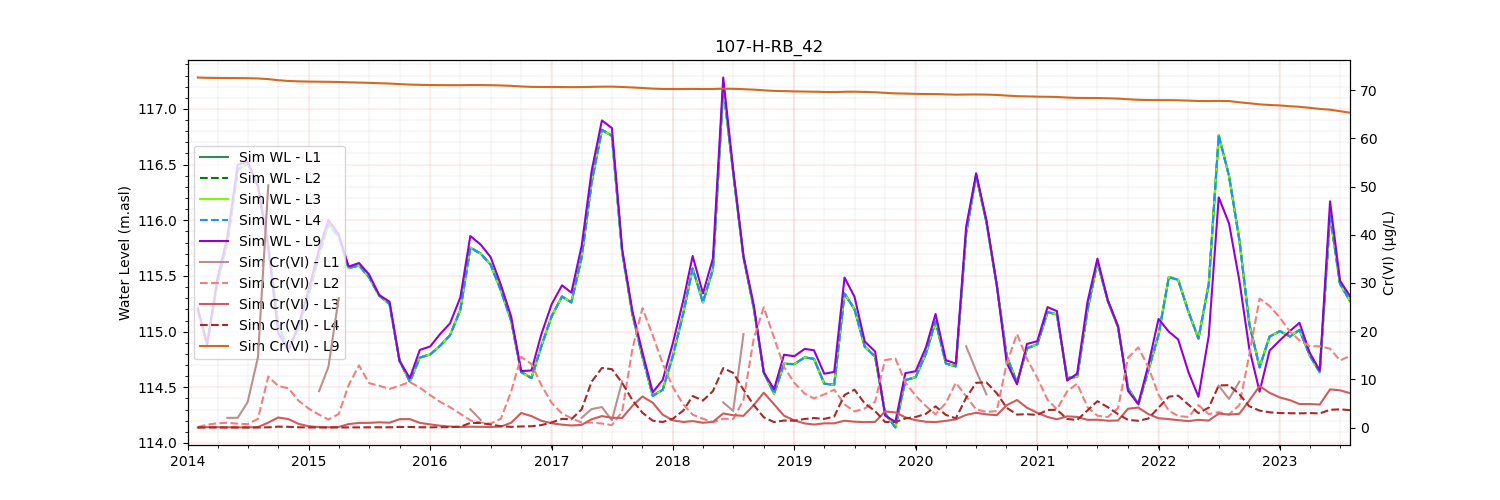 107-H-RB_42
Water Level (m.asl)
117.0
116.5
116.0
115.5
115.0
114.5
114.0
Sim WL - L1
Sim WL - L2
Sim WL - L3
Sim WL - L4
Sim WL - L9
Sim Cr(VI) - L1
Sim Cr(VI) - L2
Sim Cr(VI) - L3
Sim Cr(VI) - L4
Sim Cr(VI) - L9
70
60
50
40
30
20
10
0
Cr(VI) (μg/L)
2014 2015 2016 2017 2018 2019 2020 2021 2022 2023